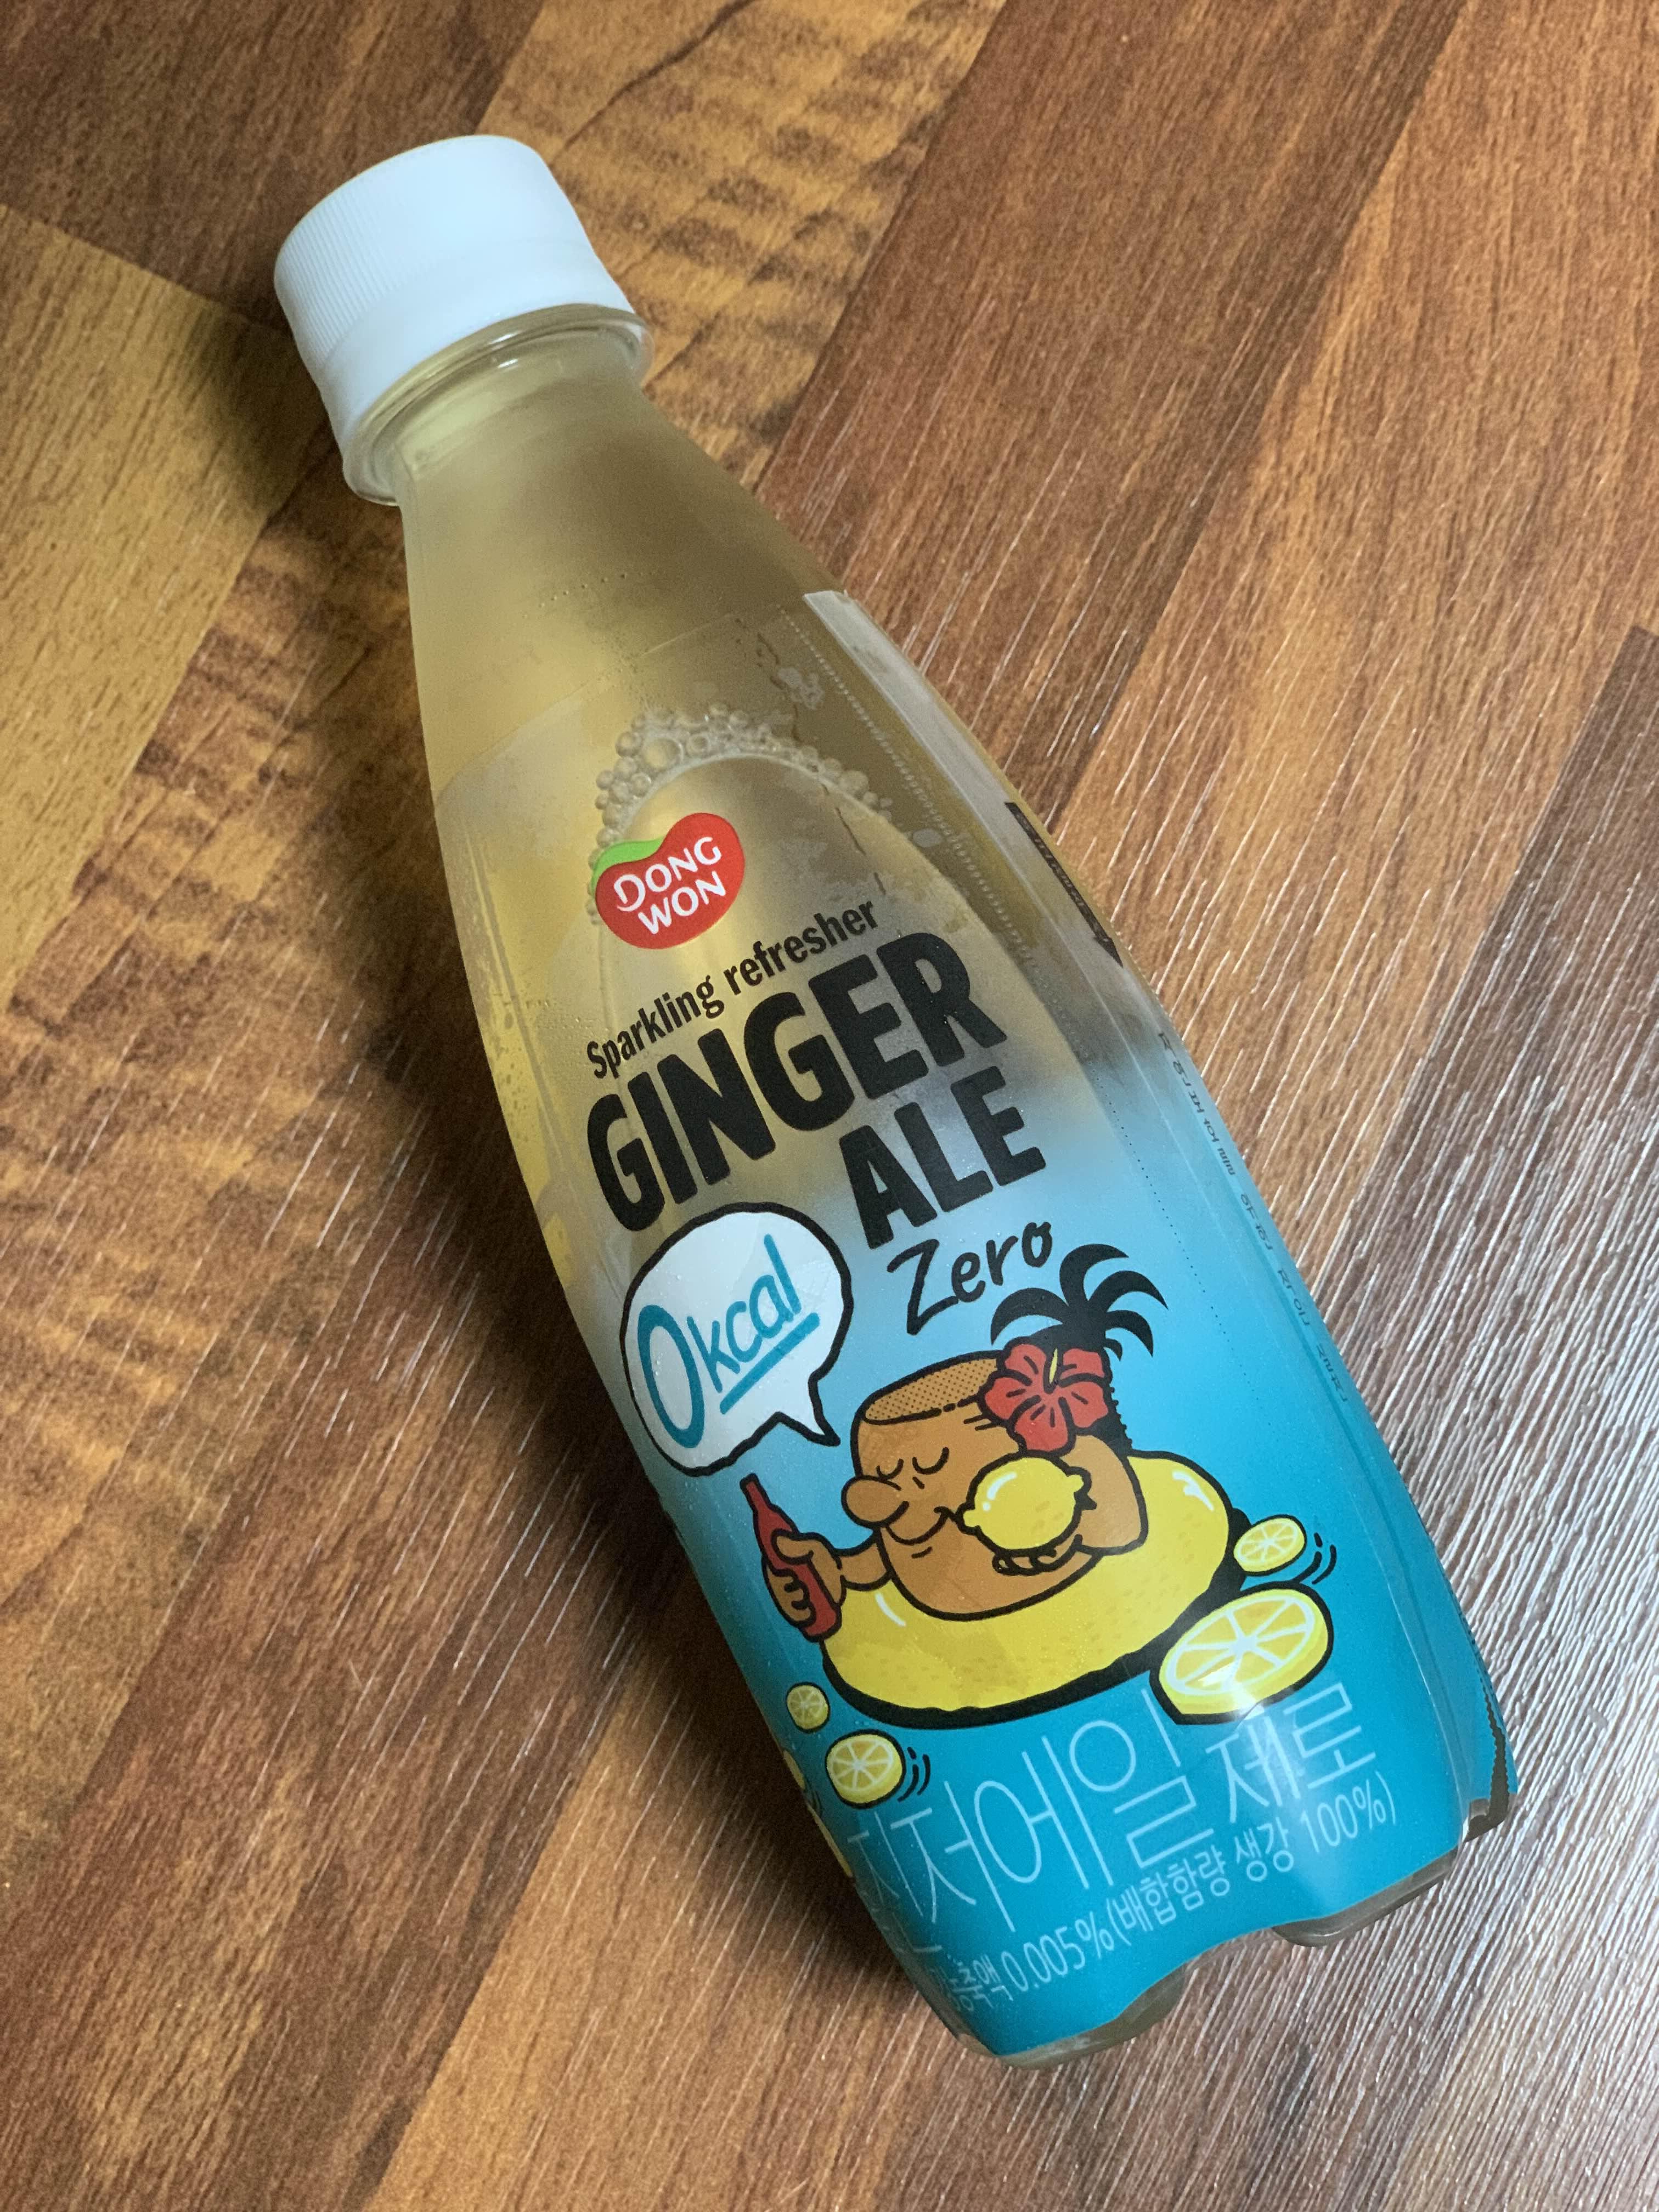 DONG
WON
Sparkling refresher
GINGER
ALE
Zero
0kcal
진저에일 제로
0.005%(배합함량 생강 100%)